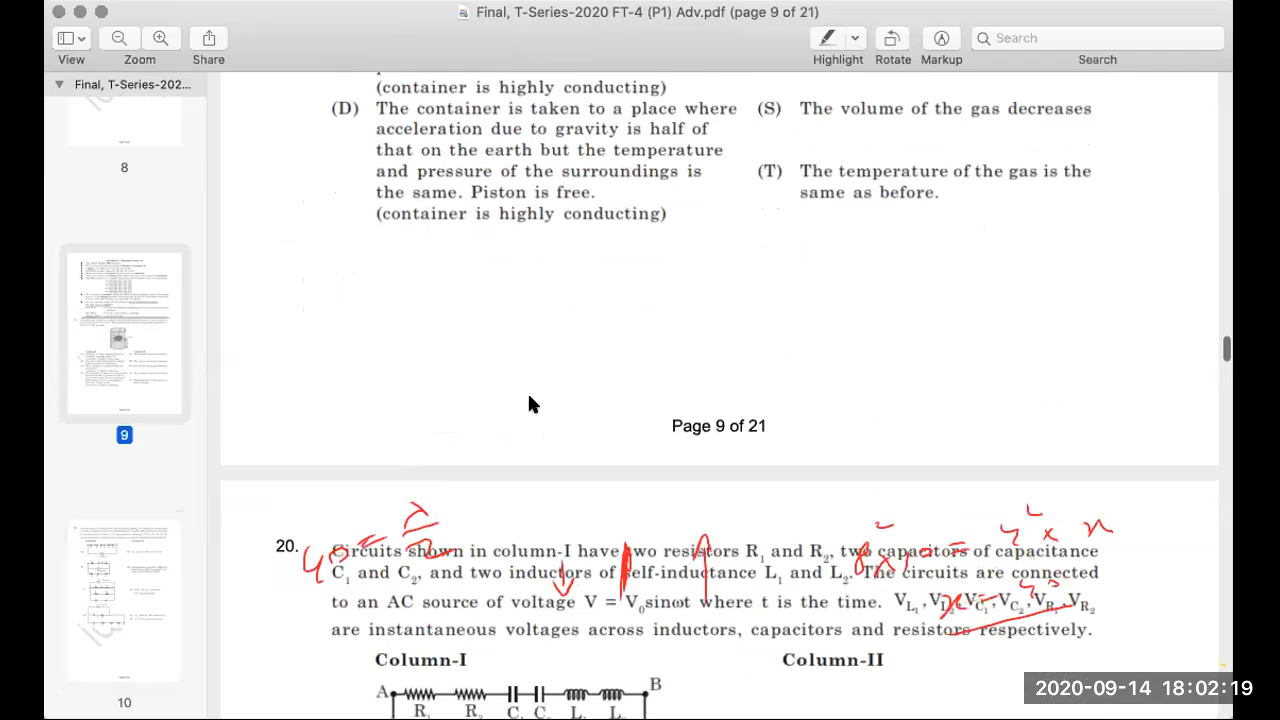 Final, T-Series-2020 FT-4 (P1) Adv.pdf (page 9 of 21)
View
Zoom
Share
Highlight
Rotate
Markup
Search
Search
Final, T-Series-202...
8
9
10
(container is highly conducting)
(D) The container is taken to a place where
acceleration due to gravity is half of
that on the earth but the temperature
and pressure of the surroundings is
the same. Piston is free.
(container is highly conducting)
(S) The volume of the gas decreases
(T) The temperature of the gas is the
same as before.
Page 9 of 21
20. Circuits shown in column-I have two resistors R₁ and R₂, two capacitors of capacitance
C₁ and C₂, and two inductors of self-inductance L₁ and L₂. The circuits are connected
to an AC source of voltage V = V₀sinωt where t is the time. V_L₁, V_L₂, V_C₁, V_C₂, V_R₁, V_R₂
are instantaneous voltages across inductors, capacitors and resistors respectively.
Column-I
Column-II
A
B
R
R
C
C
L
L
2020-09-14 18:02:19